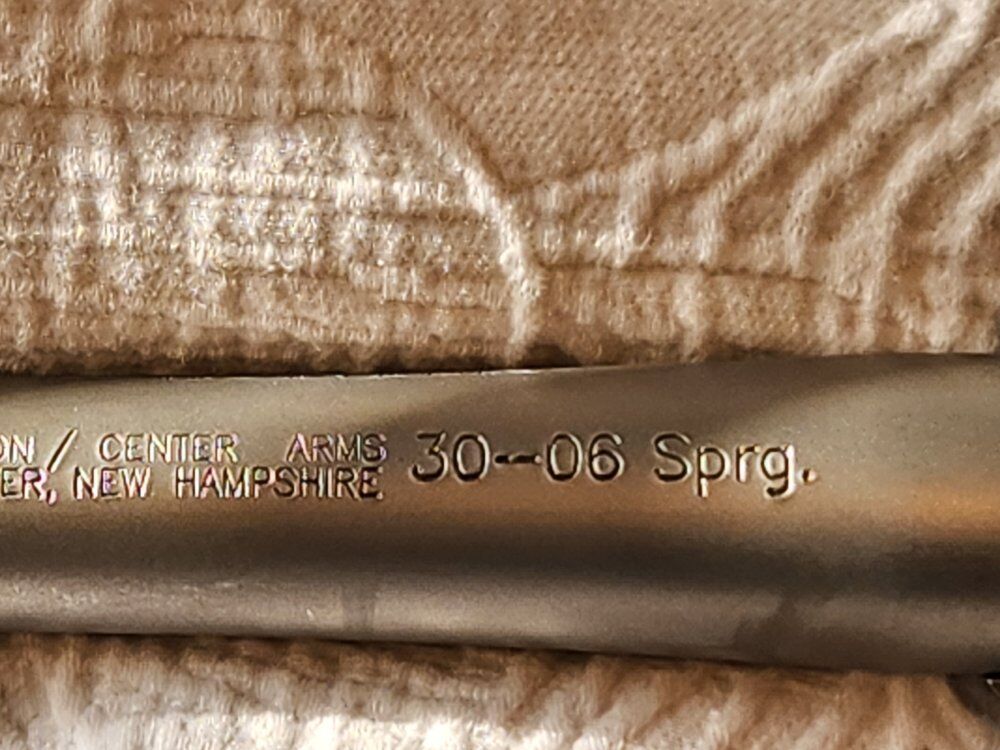 ON / CENTER ARMS
ER, NEW HAMPSHIRE
30-06 Sprg.